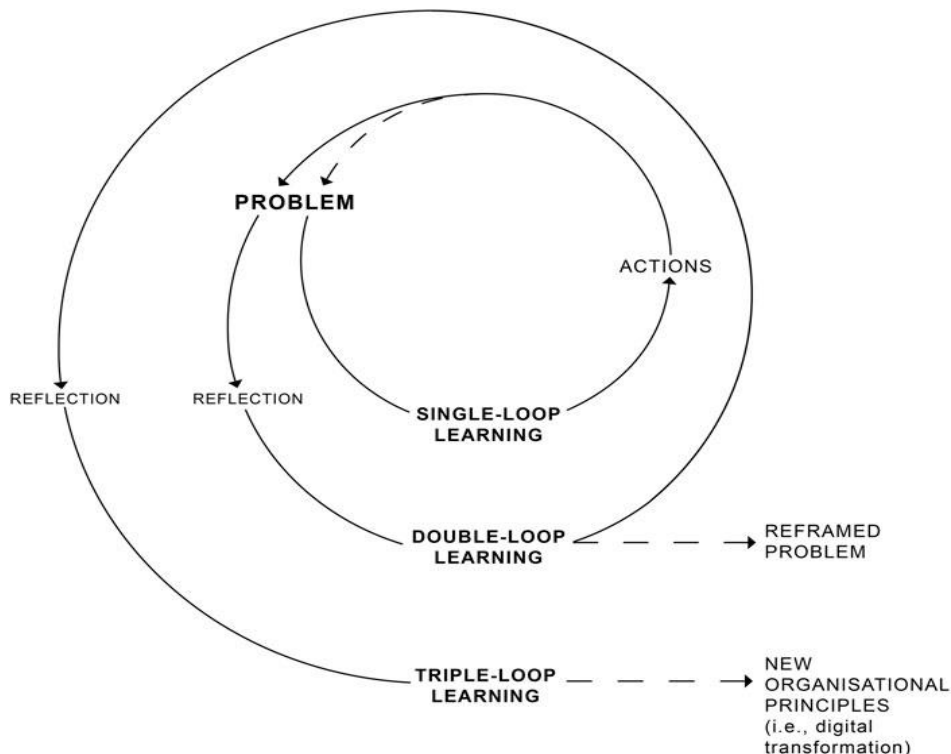 PROBLEM
ACTIONS
REFLECTION
REFLECTION
SINGLE-LOOP
LEARNING
DOUBLE-LOOP
LEARNING
REFRAMED
PROBLEM
TRIPLE-LOOP
LEARNING
NEW
ORGANISATIONAL
PRINCIPLES
(i.e., digital
transformation)